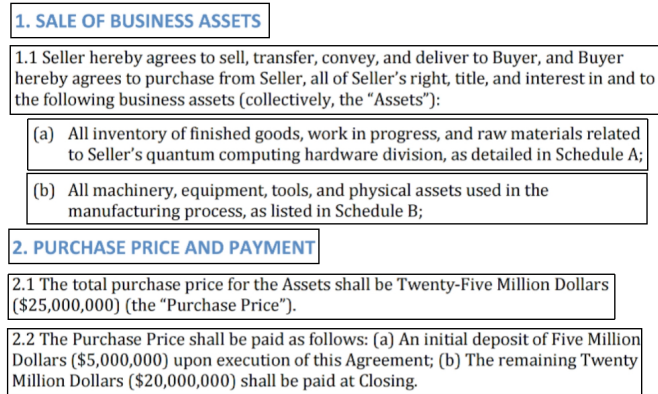 1. SALE OF BUSINESS ASSETS
1.1 Seller hereby agrees to sell, transfer, convey, and deliver to Buyer, and Buyer
hereby agrees to purchase from Seller, all of Seller’s right, title, and interest in and to
the following business assets (collectively, the “Assets”):
(a) All inventory of finished goods, work in progress, and raw materials related
to Seller’s quantum computing hardware division, as detailed in Schedule A;
(b) All machinery, equipment, tools, and physical assets used in the
manufacturing process, as listed in Schedule B;
2. PURCHASE PRICE AND PAYMENT
2.1 The total purchase price for the Assets shall be Twenty-Five Million Dollars
($25,000,000) (the “Purchase Price”).
2.2 The Purchase Price shall be paid as follows: (a) An initial deposit of Five Million
Dollars ($5,000,000) upon execution of this Agreement; (b) The remaining Twenty
Million Dollars ($20,000,000) shall be paid at Closing.